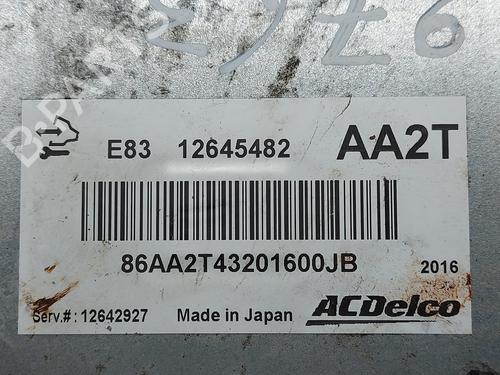 E83 12645482 AA2T
86AA2T43201600JB 2016
Serv.#: 12642927 Made in Japan ACDelco